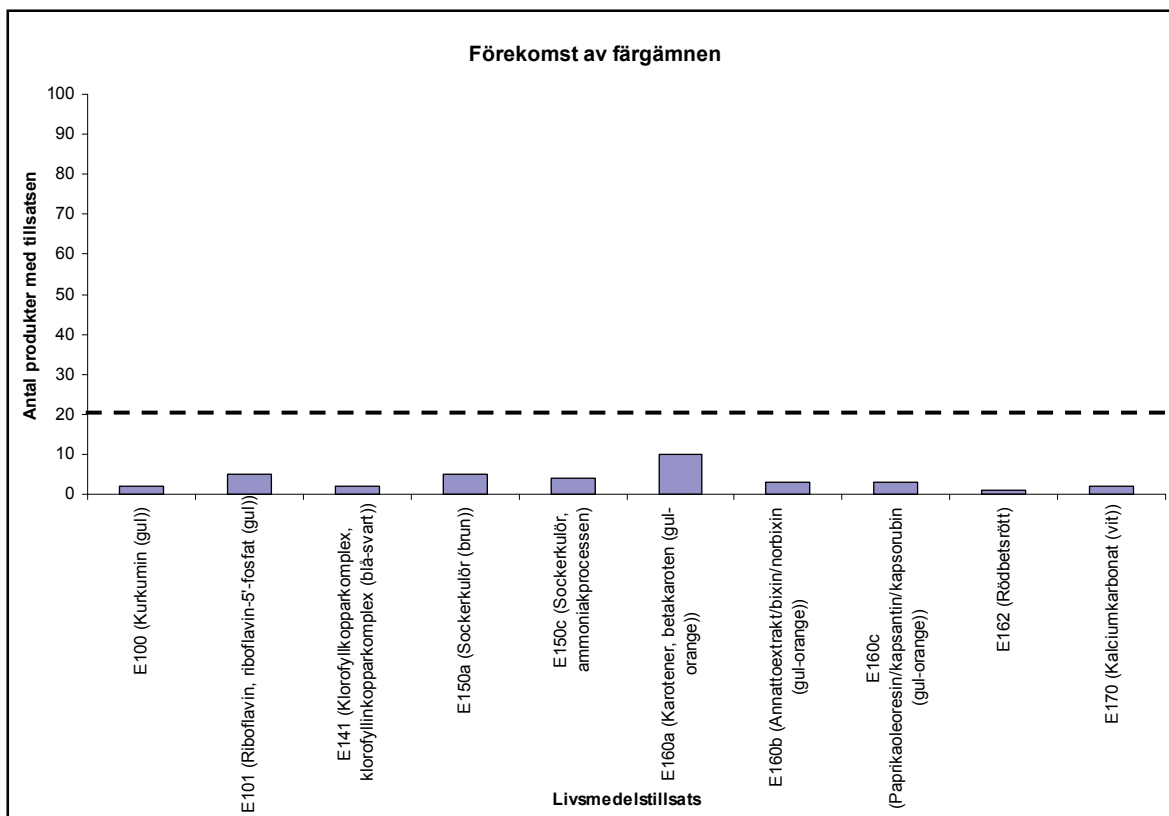 Förekomst av färgämnen
Antal produkter med tillsatsen
100
90
80
70
60
50
40
30
20
10
0
E100 (Kurkumin (gul))
E101 (Riboflavin, riboflavin-5'-fosfat (gul))
E141 (Klorofyllkopparkomplex,
klorofyllinkopparkomplex (blå-svart))
E150a (Sockerkulör (brun))
E150c (Sockerkulör,
ammoniakprocessen)
E160a (Karotener, betakaroten (gul-
orange))
E160b (Annattoextrakt/bixin/norbixin
(gul-orange))
E160c
(Paprikaoleoresin/kapsantin/kapsorubin
(gul-orange))
E162 (Rödbetsrött)
E170 (Kalciumkarbonat (vit))
Livsmedelstillsats